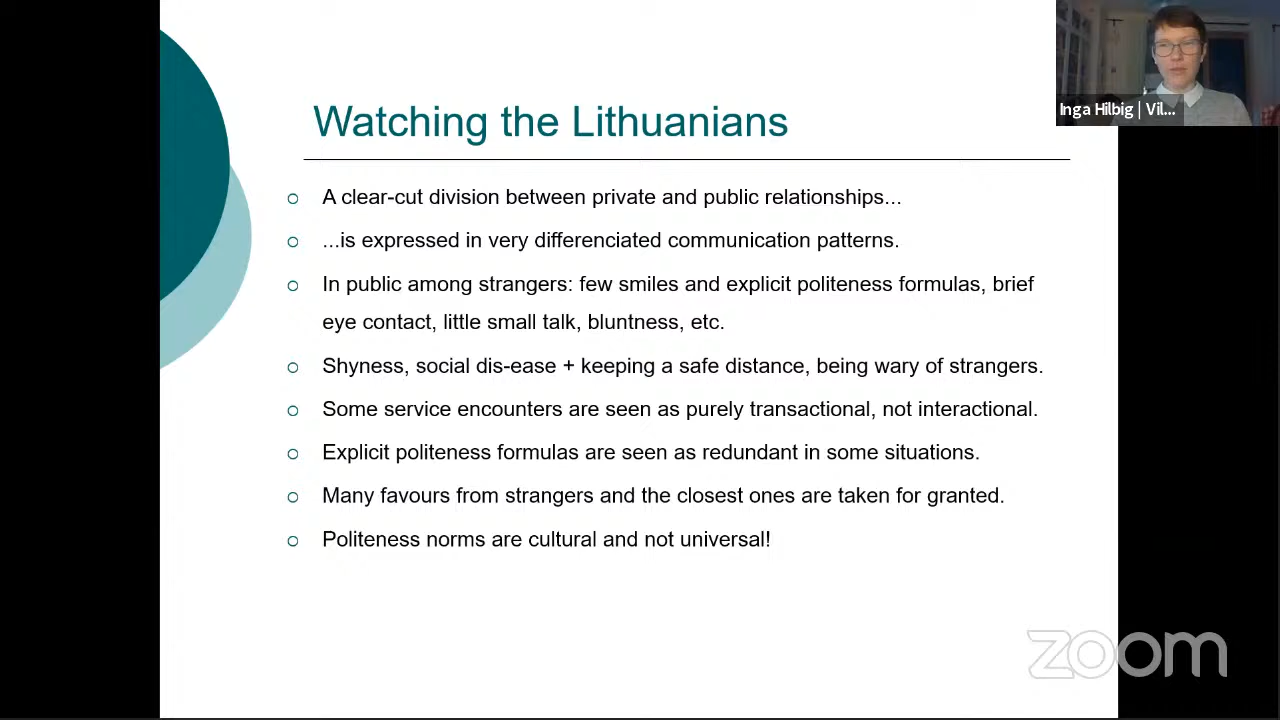 Watching the Lithuanians
Inga Hilbig | Vil...
A clear-cut division between private and public relationships...
...is expressed in very differenciated communication patterns.
In public among strangers: few smiles and explicit politeness formulas, brief
eye contact, little small talk, bluntness, etc.
Shyness, social dis-ease + keeping a safe distance, being wary of strangers.
Some service encounters are seen as purely transactional, not interactional.
Explicit politeness formulas are seen as redundant in some situations.
Many favours from strangers and the closest ones are taken for granted.
Politeness norms are cultural and not universal!
zoom